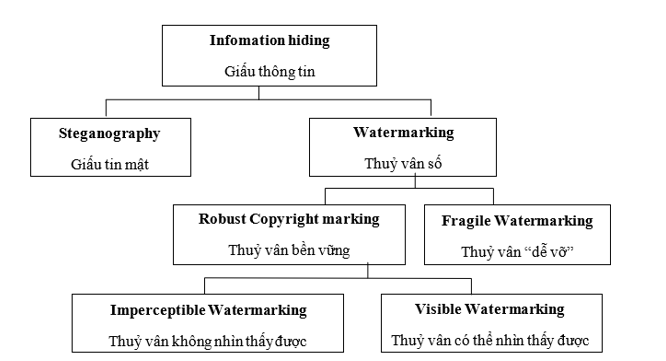 Infomation hiding
Giấu thông tin
Steganography
Giấu tin mật
Watermarking
Thuỷ vân số
Robust Copyright marking
Thuỷ vân bền vững
Fragile Watermarking
Thuỷ vân “dễ vỡ”
Imperceptible Watermarking
Thuỷ vân không nhìn thấy được
Visible Watermarking
Thuỷ vân có thể nhìn thấy được